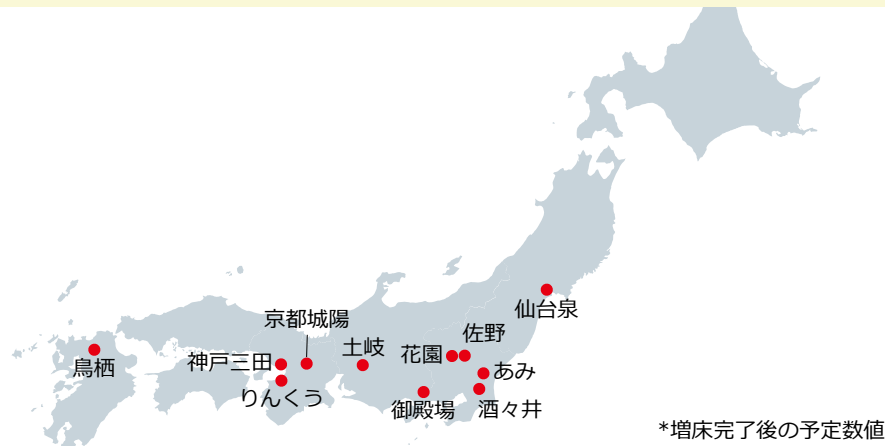 仙台泉
京都城陽
佐野
土岐
花園
神戸三田
鳥栖
あみ
りんくう
御殿場
酒々井
*増床完了後の予定数値